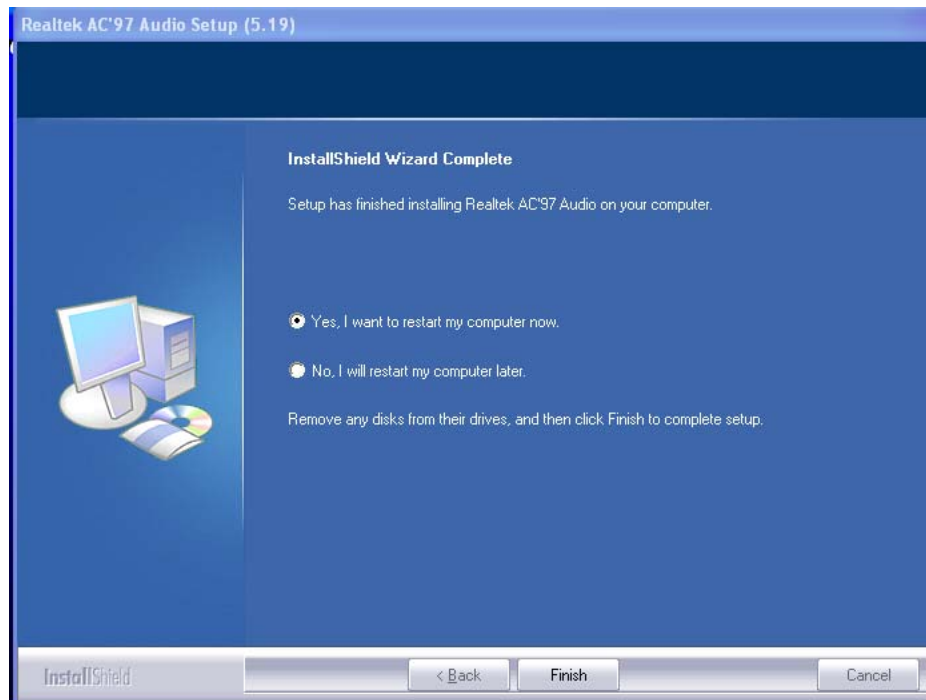 Realtek AC'97 Audio Setup (5.19)
InstallShield Wizard Complete
Setup has finished installing Realtek AC'97 Audio on your computer.
Yes, I want to restart my computer now.
No, I will restart my computer later.
Remove any disks from their drives, and then click Finish to complete setup.
InstallShield
< Back
Finish
Cancel